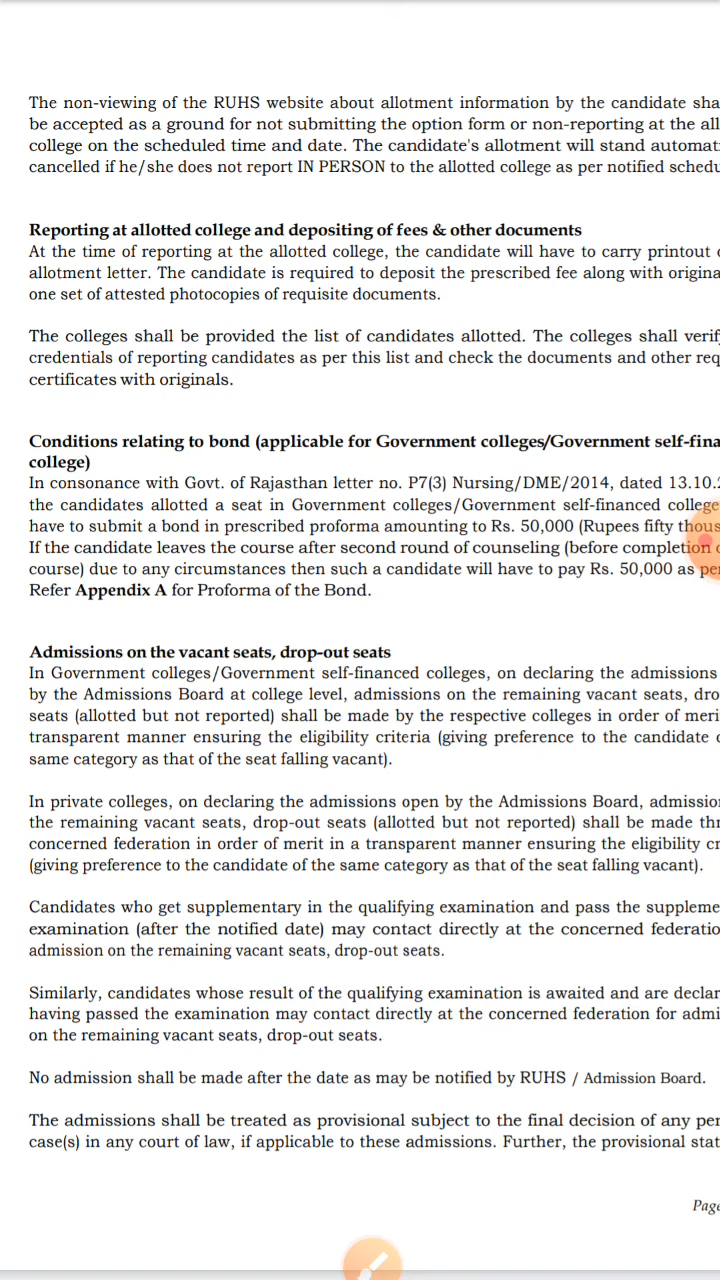 The non-viewing of the RUHS website about allotment information by the candidate
be accepted as a ground for not submitting the option form or non-reporting at the
college on the scheduled time and date. The candidate's allotment will stand
cancelled if he/she does not report IN PERSON to the allotted college as per notified
Reporting at allotted college and depositing of fees & other documents
At the time of reporting at the allotted college, the candidate will have to carry printout
allotment letter. The candidate is required to deposit the prescribed fee along with
one set of attested photocopies of requisite documents.
The colleges shall be provided the list of candidates allotted. The colleges shall
credentials of reporting candidates as per this list and check the documents and other
certificates with originals.
Conditions relating to bond (applicable for Government colleges/Government
college)
In consonance with Govt. of Rajasthan letter no. P7(3) Nursing/DME/2014, dated
the candidates allotted a seat in Government colleges/Government self-financed college
have to submit a bond in prescribed proforma amounting to Rs. 50,000 (Rupees fifty
If the candidate leaves the course after second round of counseling (before completion
course) due to any circumstances then such a candidate will have to pay Rs. 50,000 as
Refer Appendix A for Proforma of the Bond.
Admissions on the vacant seats, drop-out seats
In Government colleges/Government self-financed colleges, on declaring the admissions
by the Admissions Board at college level, admissions on the remaining vacant seats,
seats (allotted but not reported) shall be made by the respective colleges in order of
transparent manner ensuring the eligibility criteria (giving preference to the candidate
same category as that of the seat falling vacant).
In private colleges, on declaring the admissions open by the Admissions Board,
the remaining vacant seats, drop-out seats (allotted but not reported) shall be made
concerned federation in order of merit in a transparent manner ensuring the eligibility
(giving preference to the candidate of the same category as that of the seat falling vacant).
Candidates who get supplementary in the qualifying examination and pass the
examination (after the notified date) may contact directly at the concerned
admission on the remaining vacant seats, drop-out seats.
Similarly, candidates whose result of the qualifying examination is awaited and are
having passed the examination may contact directly at the concerned federation for
on the remaining vacant seats, drop-out seats.
No admission shall be made after the date as may be notified by RUHS / Admission Board.
The admissions shall be treated as provisional subject to the final decision of any
case(s) in any court of law, if applicable to these admissions. Further, the provisional
Page